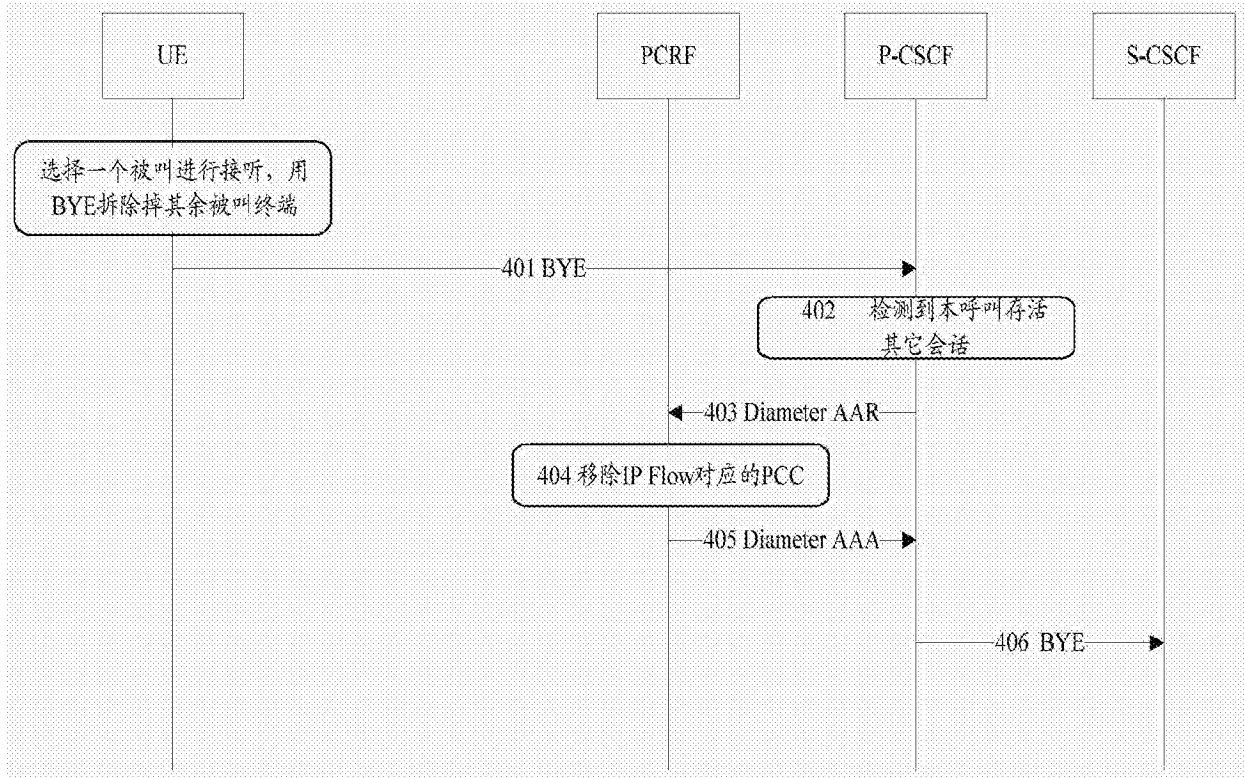 UE
PCRF
P-CSCF
S-CSCF
选择一个被叫进行接听，用
BYE拆除掉其余被叫终端
401 BYE
402 检测到本呼叫存活
其它会话
403 Diameter AAR
404 移除IP Flow对应的PCC
405 Diameter AAA
406 BYE